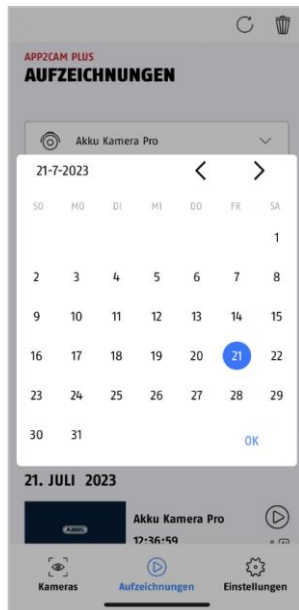 APP2CAM PLUS
AUFZEICHNUNGEN
Akku Kamera Pro
21-7-2023
SO MO DI MI DO FR SA
1
2 3 4 5 6 7 8
9 10 11 12 13 14 15
16 17 18 19 20 21 22
23 24 25 26 27 28 29
30 31
OK
21. JULI 2023
ABUS
Akku Kamera Pro
12:36:59
Kameras Aufzeichnungen Einstellungen